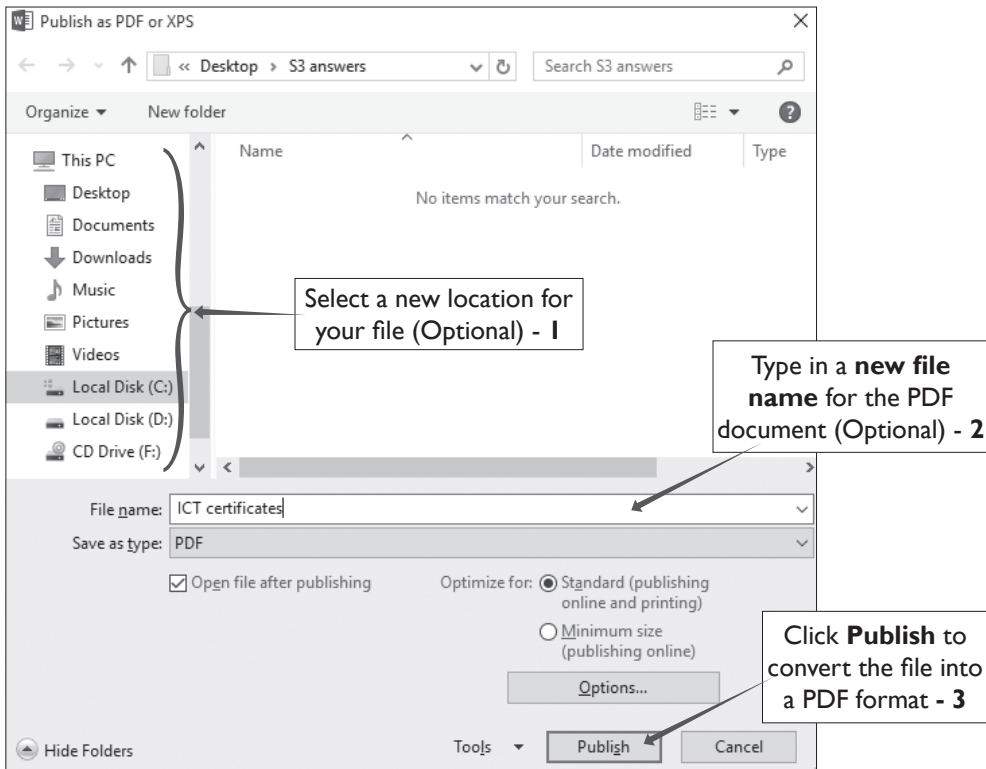 Publish as PDF or XPS
« Desktop › S3 answers
Search S3 answers
Organize
New folder
Name
Date modified
Type
This PC
No items match your search.
Desktop
Documents
Downloads
Music
Pictures
Videos
Local Disk (C:)
Local Disk (D:)
CD Drive (F:)
Select a new location for
your file (Optional) - 1
Type in a new file
name for the PDF
document (Optional) - 2
File name: ICT certificates
Save as type: PDF
Open file after publishing
Optimize for:
Standard (publishing
online and printing)
Minimum size
(publishing online)
Options...
Click Publish to
convert the file into
a PDF format - 3
Hide Folders
Tools
Publish
Cancel